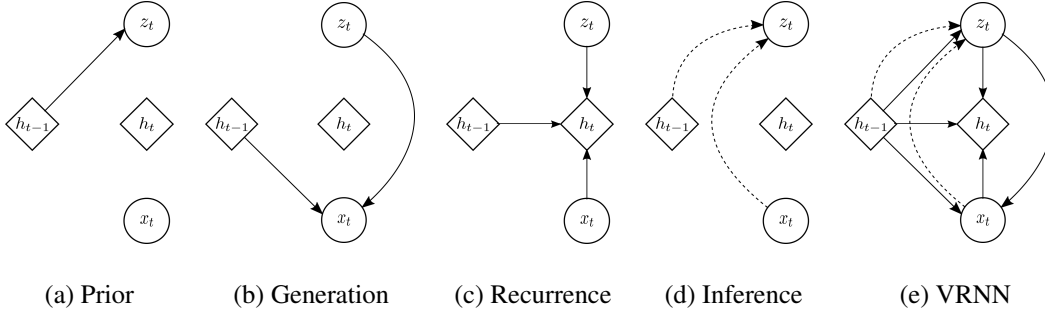 z_t z_t z_t z_t z_t
h_{t-1} h_t h_{t-1} h_t h_{t-1} h_t h_{t-1} h_t h_{t-1} h_t
x_t x_t x_t x_t x_t
(a) Prior (b) Generation (c) Recurrence (d) Inference (e) VRNN